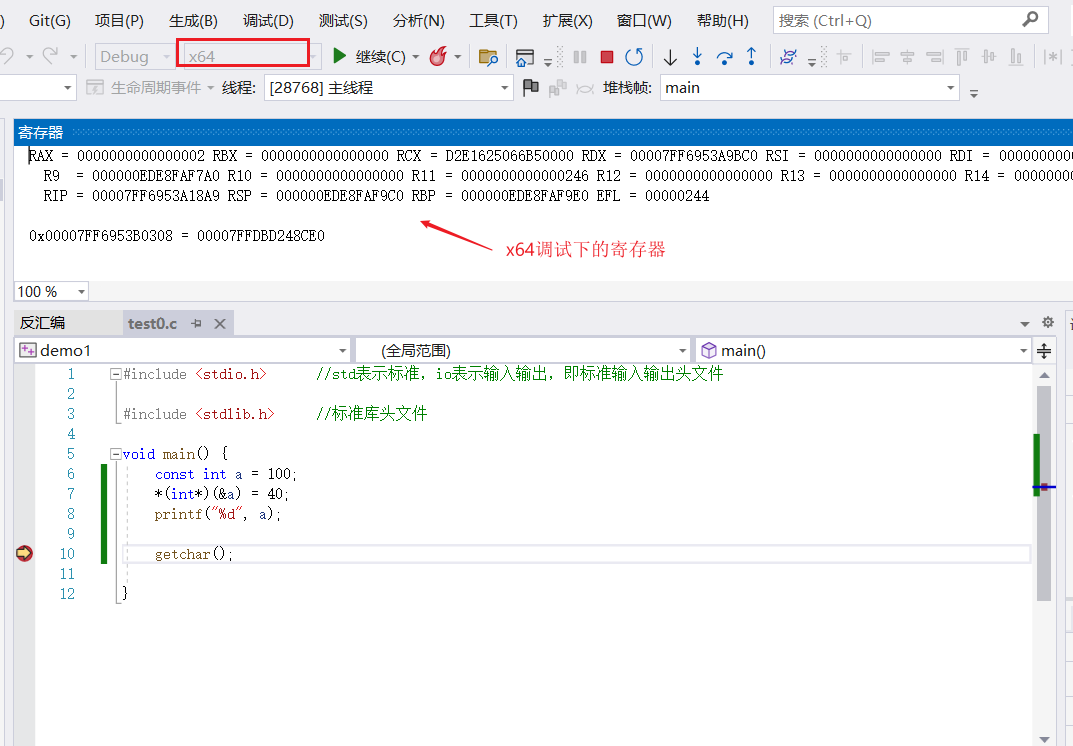 ) Git(G) 项目(P) 生成(B) 调试(D) 测试(S) 分析(N) 工具(T) 扩展(X) 窗口(W) 帮助(H) 搜索 (Ctrl+Q)
Debug x64 继续(C)
生命周期事件 线程: [28768] 主线程 堆栈帧: main
寄存器
RAX = 0000000000000002 RBX = 0000000000000000 RCX = D2E1625066B50000 RDX = 00007FF6953A9BC0 RSI = 0000000000000000 RDI = 000000000
R9 = 000000EDE8FAF7A0 R10 = 0000000000000000 R11 = 0000000000000246 R12 = 0000000000000000 R13 = 0000000000000000 R14 = 0000000
RIP = 00007FF6953A18A9 RSP = 000000EDE8FAF9C0 RBP = 000000EDE8FAF9E0 EFL = 00000244
0x00007FF6953B0308 = 00007FFDBD248CE0
x64调试下的寄存器
100 %
反汇编 test0.c
demo1 (全局范围) main()
1 #include <stdio.h> //std表示标准，io表示输入输出，即标准输入输出头文件
2
3 #include <stdlib.h> //标准库头文件
4
5 void main() {
6 const int a = 100;
7 *(int*)(&a) = 40;
8 printf("%d", a);
9
10 getchar();
11
12 }